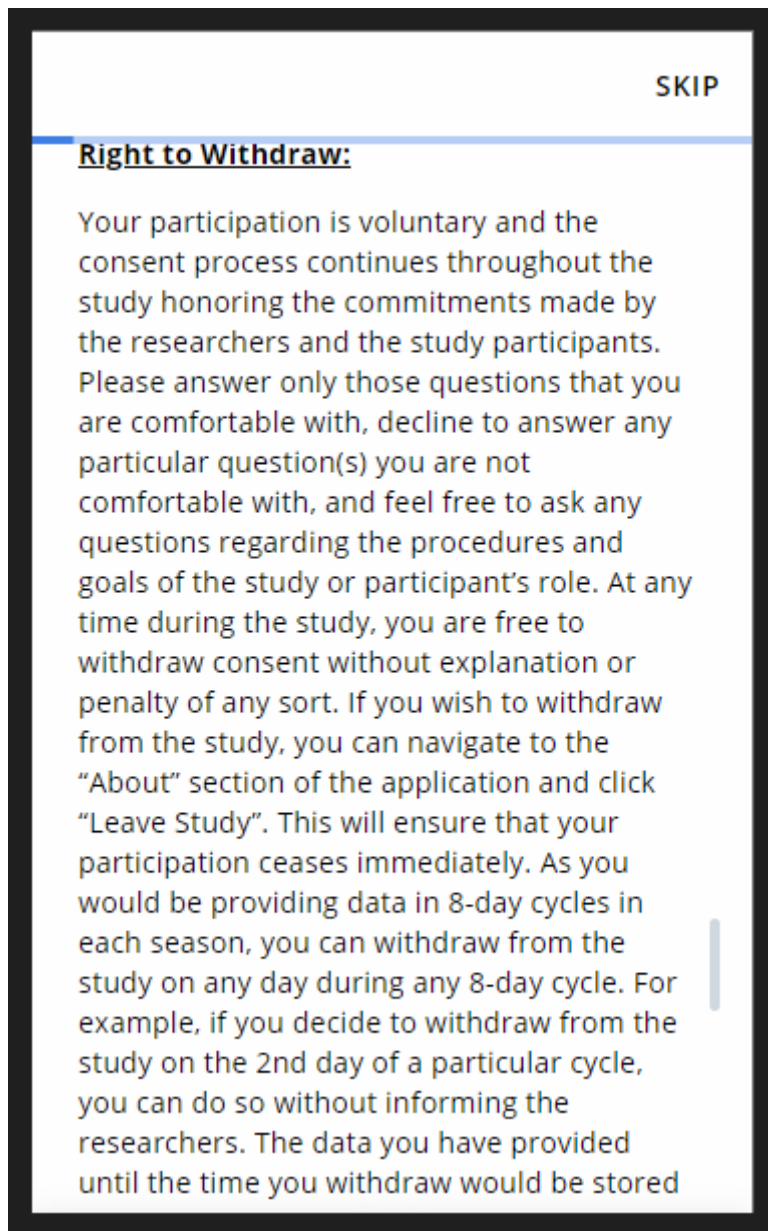 SKIP
Right to Withdraw:
Your participation is voluntary and the
consent process continues throughout the
study honoring the commitments made by
the researchers and the study participants.
Please answer only those questions that you
are comfortable with, decline to answer any
particular question(s) you are not
comfortable with, and feel free to ask any
questions regarding the procedures and
goals of the study or participant’s role. At any
time during the study, you are free to
withdraw consent without explanation or
penalty of any sort. If you wish to withdraw
from the study, you can navigate to the
“About” section of the application and click
“Leave Study”. This will ensure that your
participation ceases immediately. As you
would be providing data in 8-day cycles in
each season, you can withdraw from the
study on any day during any 8-day cycle. For
example, if you decide to withdraw from the
study on the 2nd day of a particular cycle,
you can do so without informing the
researchers. The data you have provided
until the time you withdraw would be stored